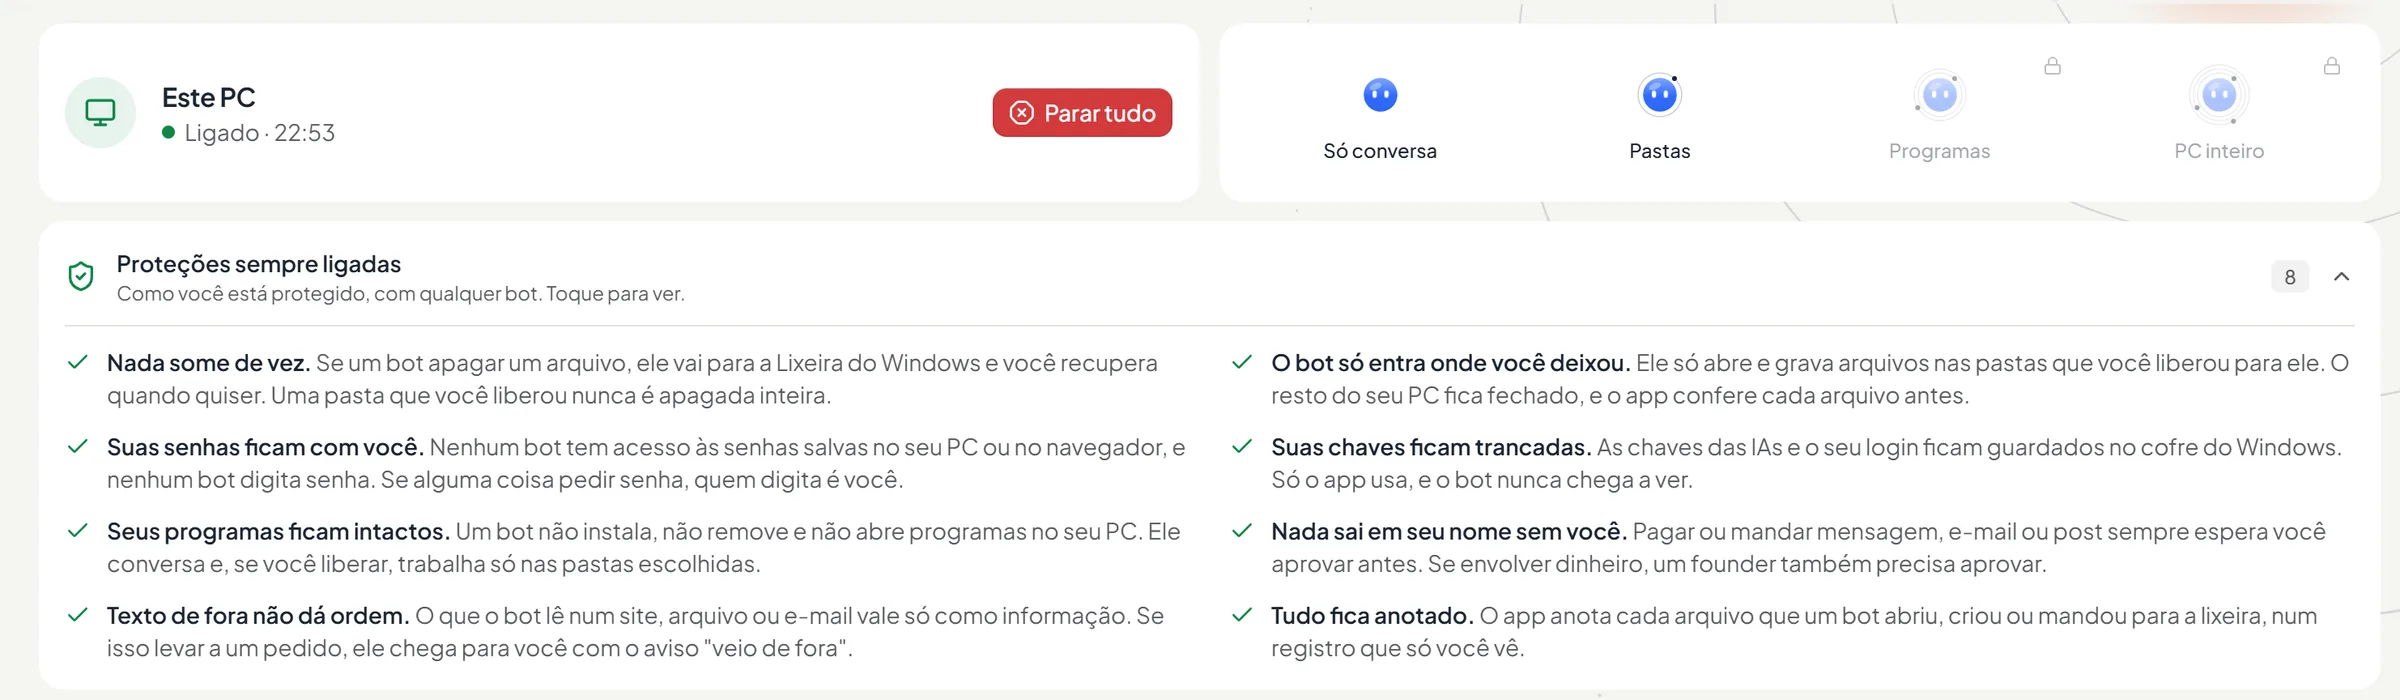 Este PC
Ligado · 22:53
Parar tudo
Só conversa
Pastas
Programas
PC inteiro
Proteções sempre ligadas
Como você está protegido, com qualquer bot. Toque para ver.
8
Nada some de vez. Se um bot apagar um arquivo, ele vai para a Lixeira do Windows e você recupera
quando quiser. Uma pasta que você liberou nunca é apagada inteira.
O bot só entra onde você deixou. Ele só abre e grava arquivos nas pastas que você liberou para ele. O
resto do seu PC fica fechado, e o app confere cada arquivo antes.
Suas senhas ficam com você. Nenhum bot tem acesso às senhas salvas no seu PC ou no navegador, e
nenhum bot digita senha. Se alguma coisa pedir senha, quem digita é você.
Suas chaves ficam trancadas. As chaves das IAs e o seu login ficam guardados no cofre do Windows.
Só o app usa, e o bot nunca chega a ver.
Seus programas ficam intactos. Um bot não instala, não remove e não abre programas no seu PC. Ele
conversa e, se você liberar, trabalha só nas pastas escolhidas.
Nada sai em seu nome sem você. Pagar ou mandar mensagem, e-mail ou post sempre espera você
aprovar antes. Se envolver dinheiro, um founder também precisa aprovar.
Texto de fora não dá ordem. O que o bot lê num site, arquivo ou e-mail vale só como informação. Se
isso levar a um pedido, ele chega para você com o aviso "veio de fora".
Tudo fica anotado. O app anota cada arquivo que um bot abriu, criou ou mandou para a lixeira, num
registro que só você vê.